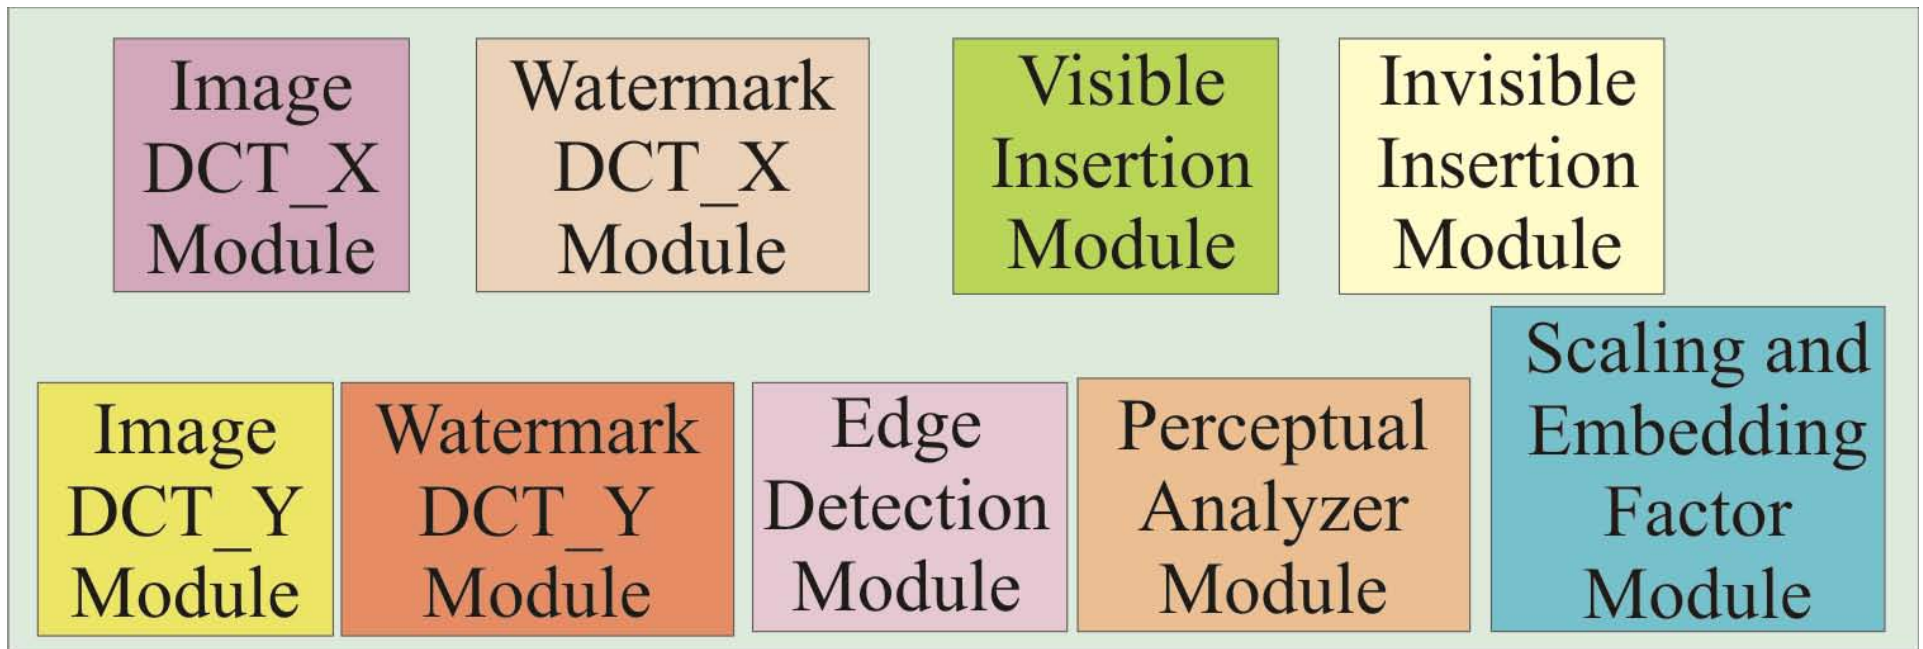 Image
DCT_X
Module
Watermark
DCT_X
Module
Visible
Insertion
Module
Invisible
Insertion
Module
Image
DCT_Y
Module
Watermark
DCT_Y
Module
Edge
Detection
Module
Perceptual
Analyzer
Module
Scaling and
Embedding
Factor
Module